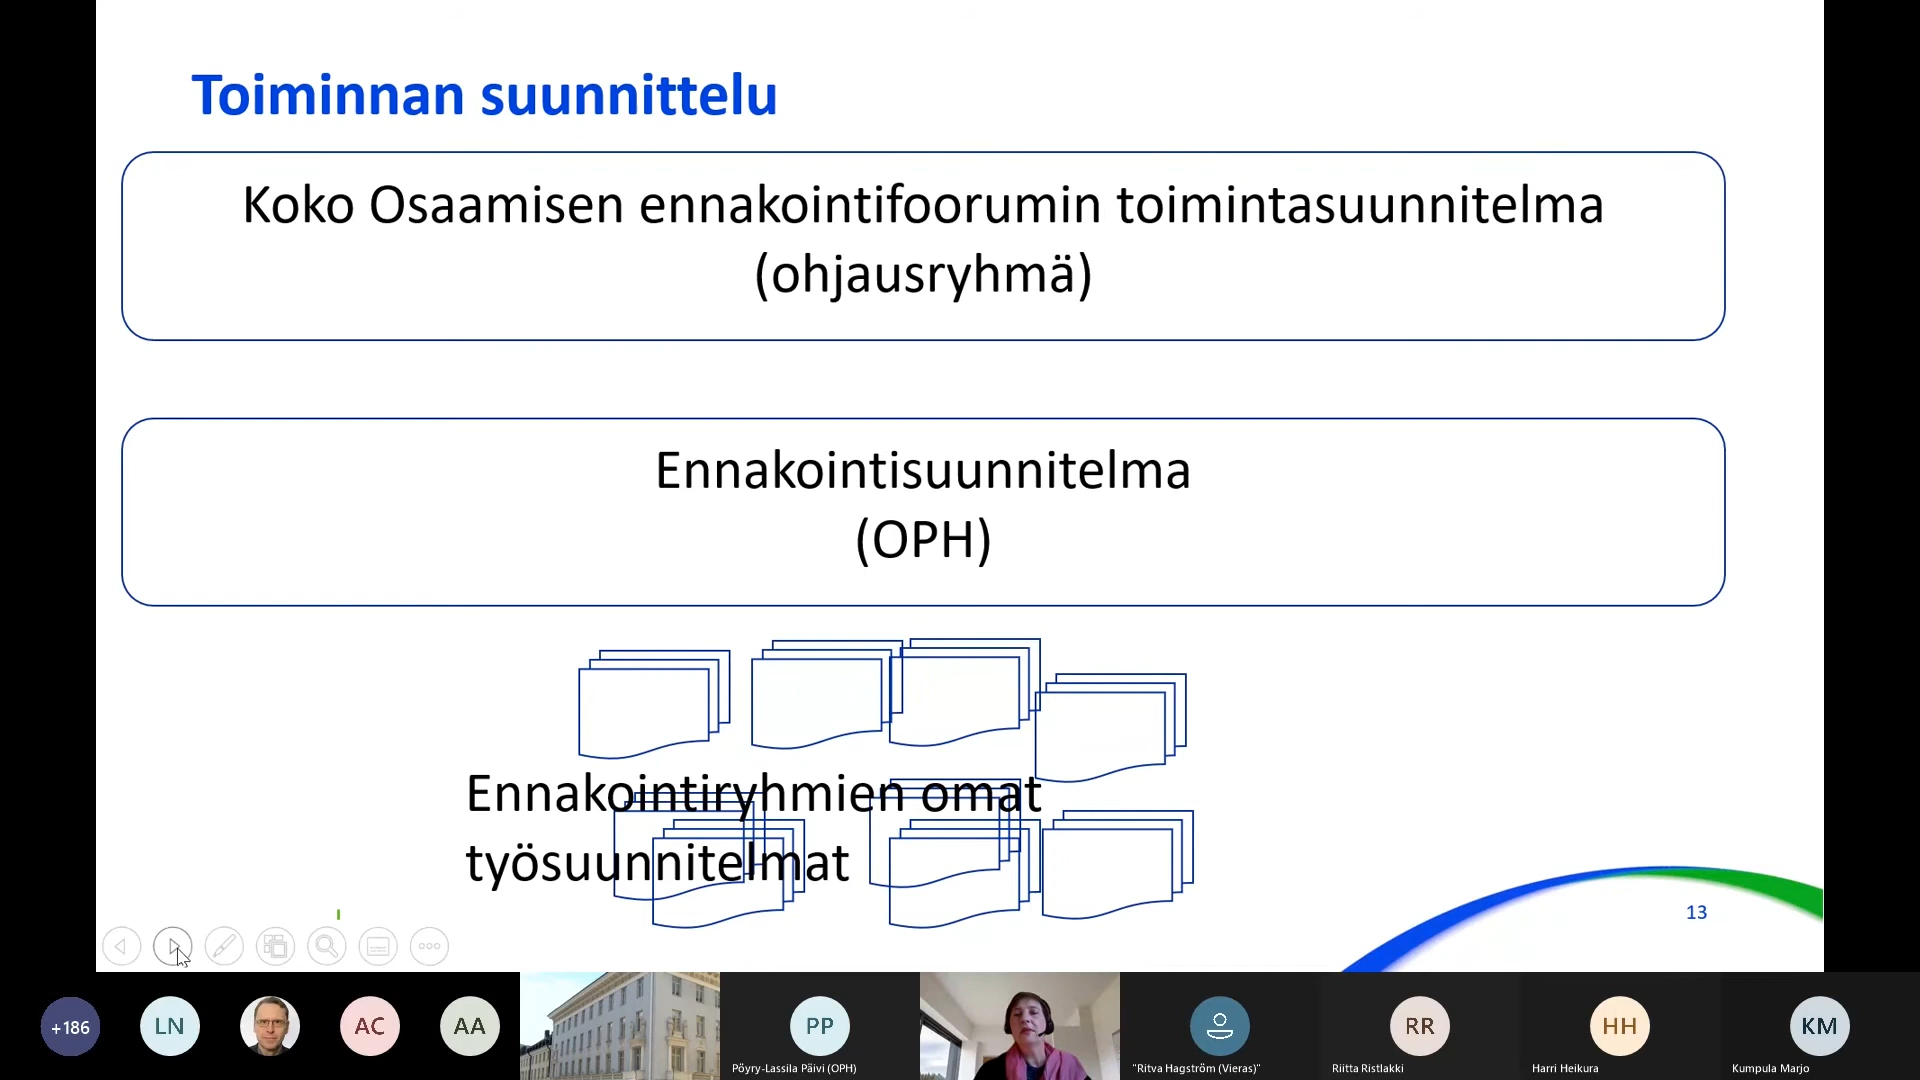 Toiminnan suunnittelu
Koko Osaamisen ennakointifoorumin toimintasuunnitelma
(ohjausryhmä)
Ennakointisuunnitelma
(OPH)
Ennakointiryhmien omat
työsuunnitelmat
13
+186
LN
AC
AA
PP
Pöyry-Lassila Päivi (OPH)
"Ritva Hagström (Vieras)"
RR
Riitta Ristlakki
HH
Harri Heikura
KM
Kumpula Marjo